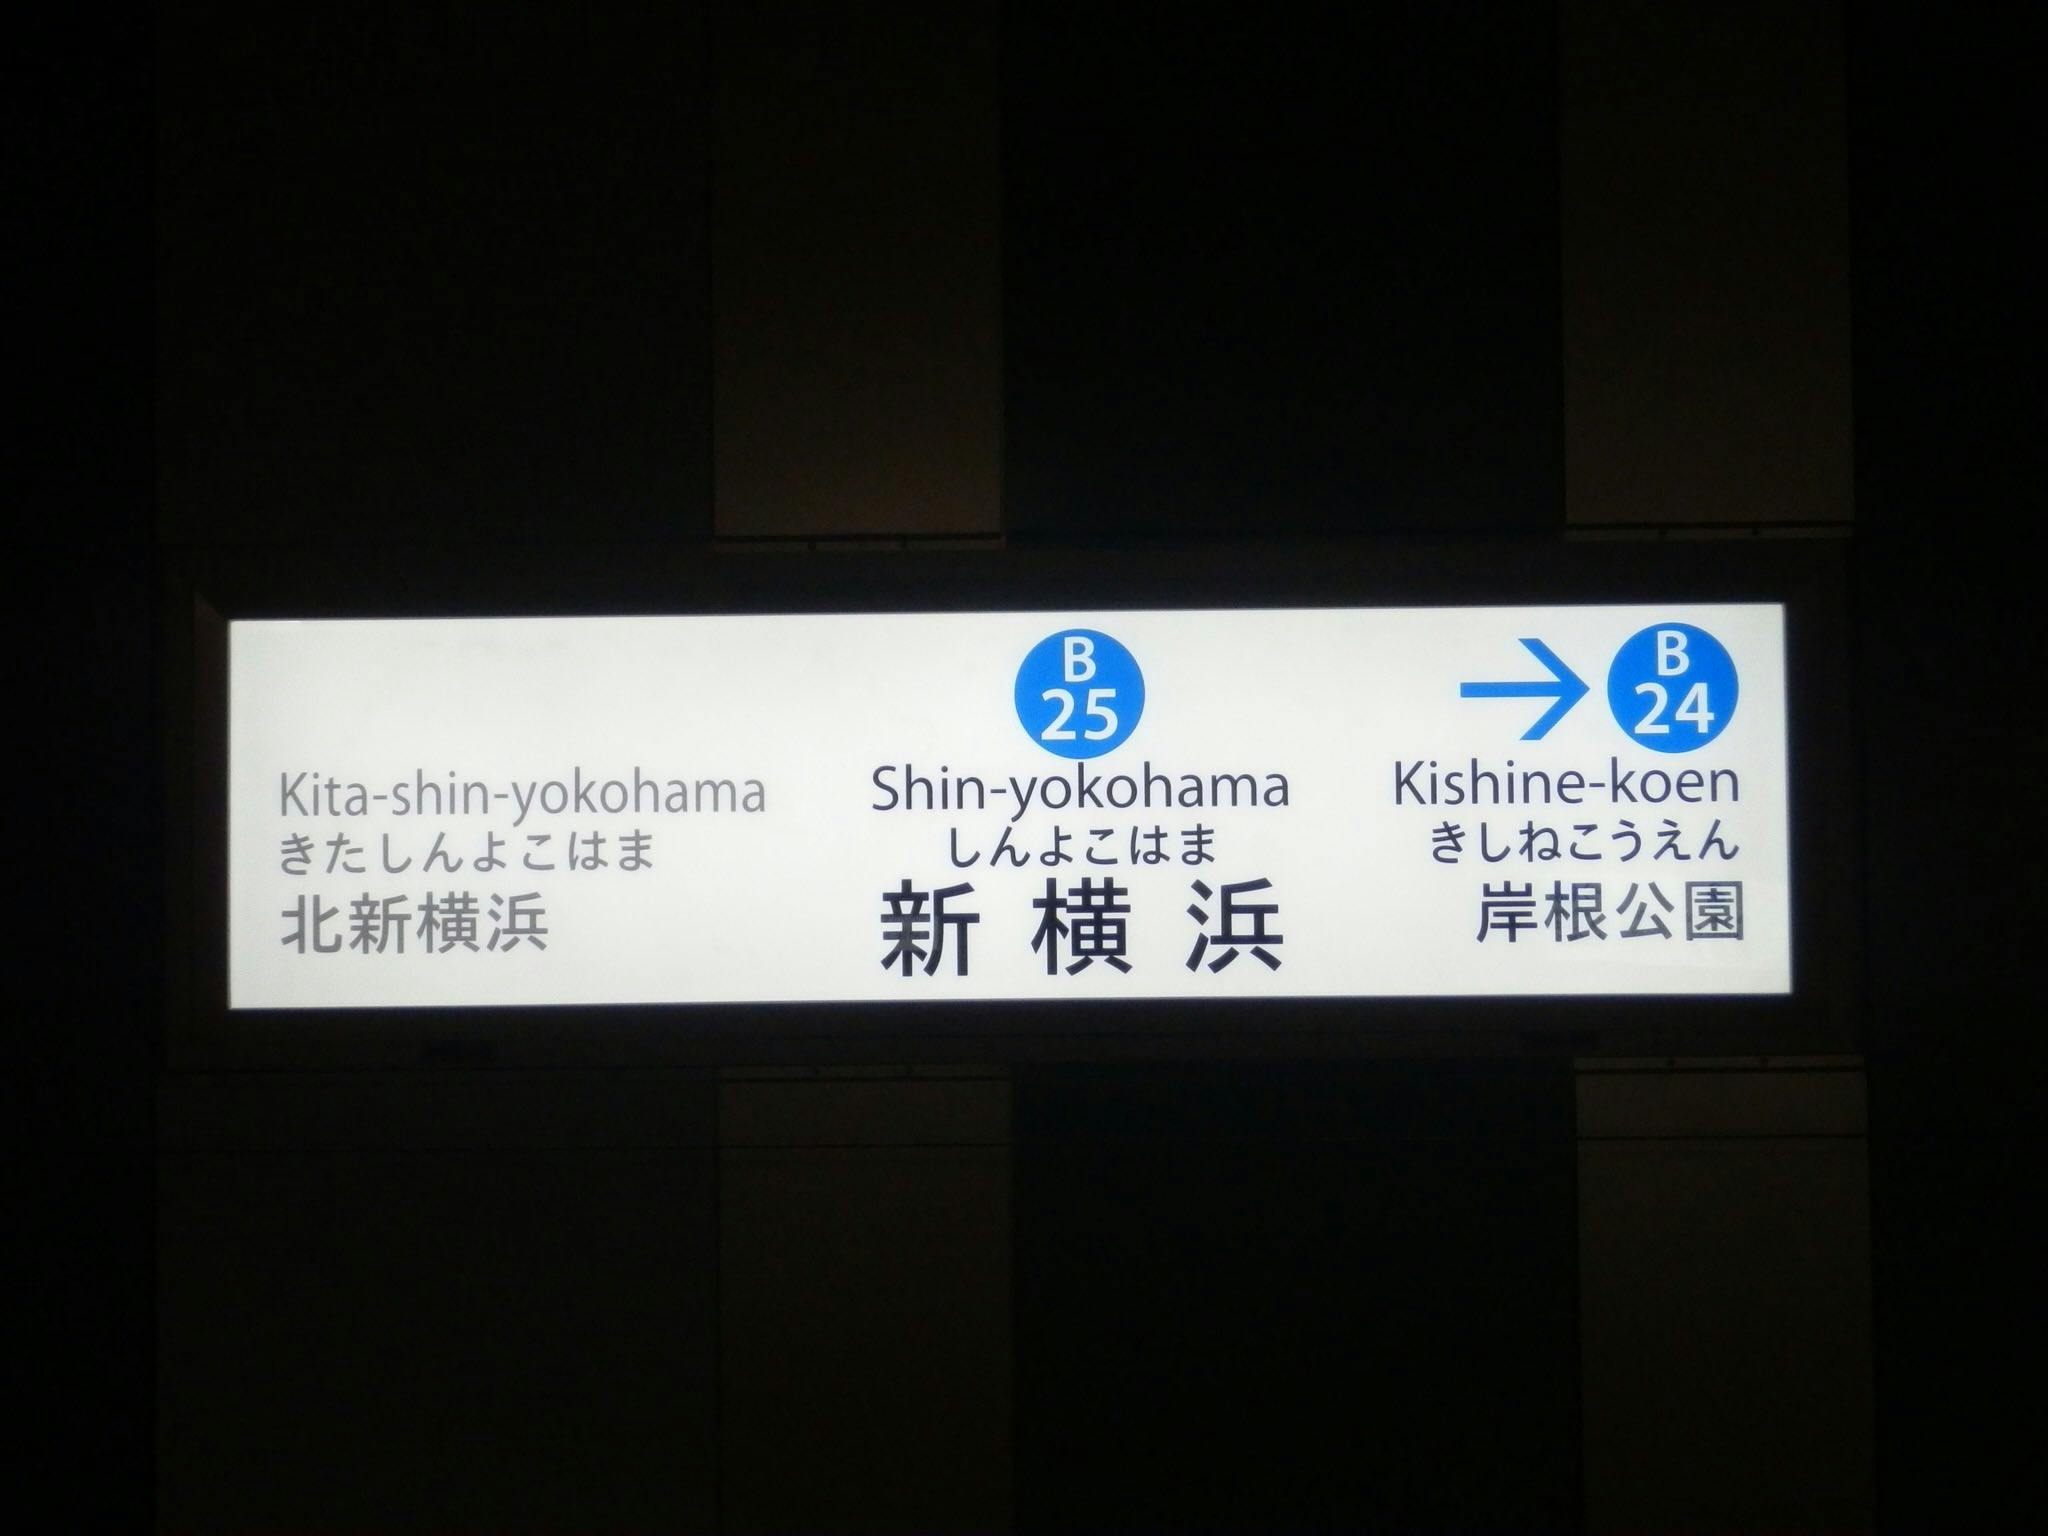 Kita-shin-yokohama
きたしんよこはま
北新横浜
B
25
Shin-yokohama
しんよこはま
新横浜
→ B
24
Kishine-koen
きしねこうえん
岸根公園